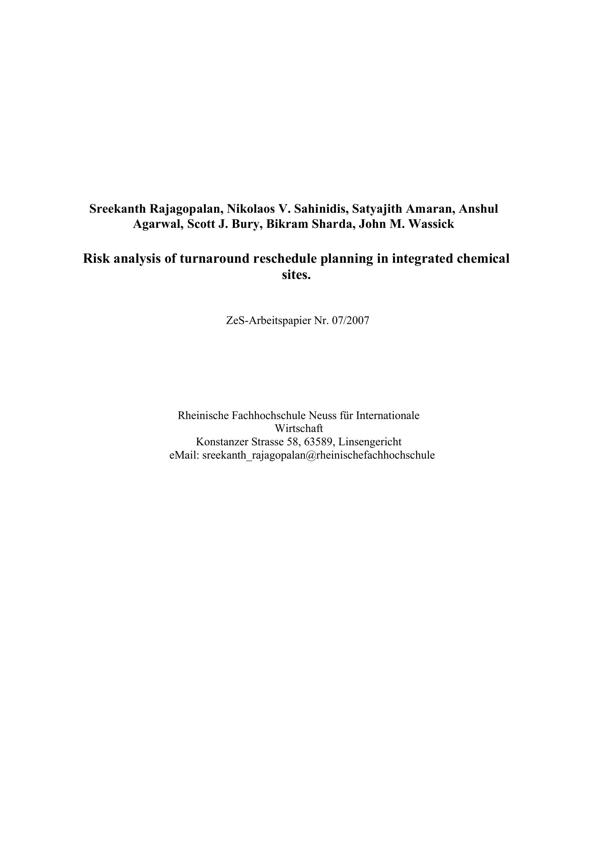 Sreekanth Rajagopalan, Nikolaos V. Sahinidis, Satyajith Amaran, Anshul
Agarwal, Scott J. Bury, Bikram Sharda, John M. Wassick
Risk analysis of turnaround reschedule planning in integrated chemical
sites.
ZeS-Arbeitspapier Nr. 07/2007
Rheinische Fachhochschule Neuss für Internationale
Wirtschaft
Konstanzer Strasse 58, 63589, Linsengericht
eMail: sreekanth_rajagopalan@rheinischefachhochschule